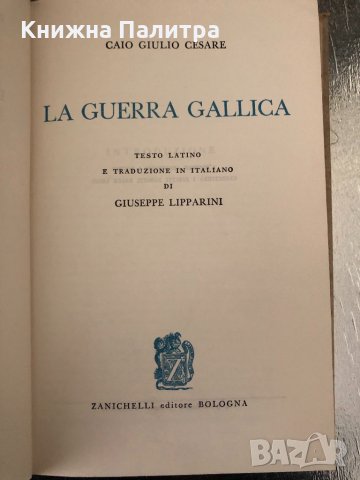 Книжна Палитра
CAIO GIULIO CESARE
LA GUERRA GALLICA
TESTO LATINO
E TRADUZIONE IN ITALIANO
DI
GIUSEPPE LIPPARINI
Z
ZANICHELLI editore BOLOGNA
BAZAR